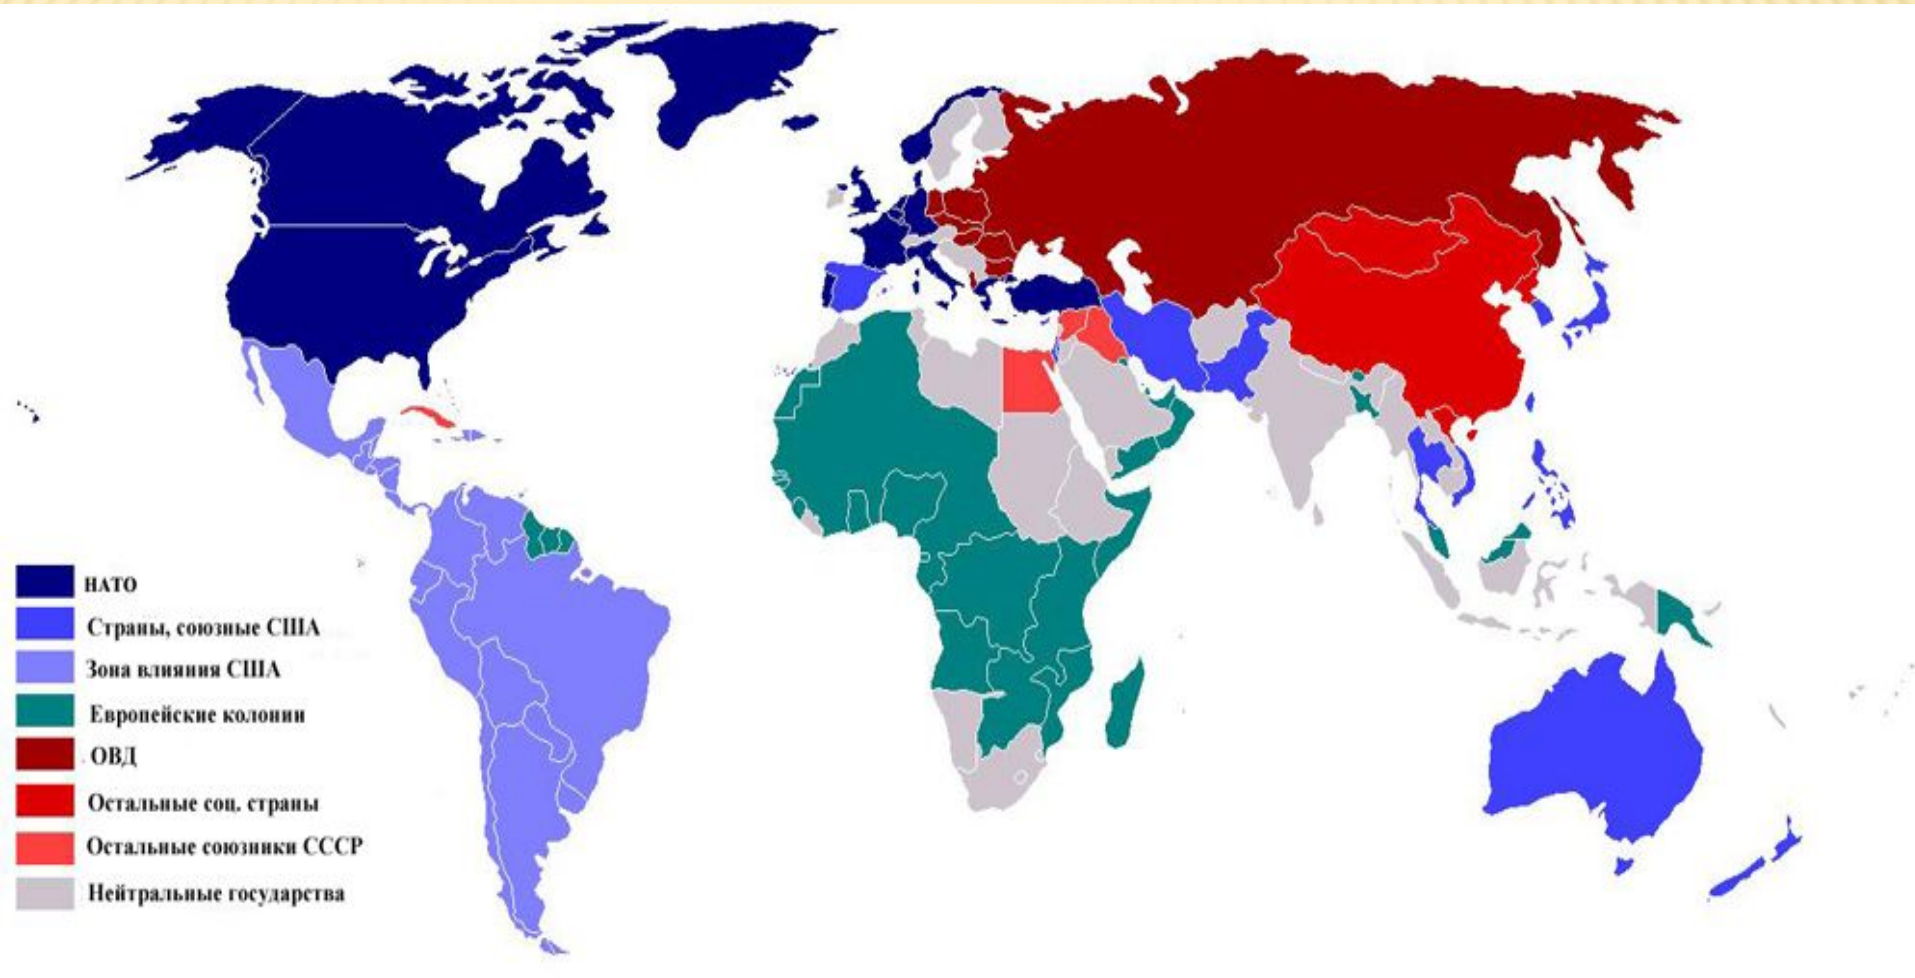 НАТО
Страны, союзные США
Зона влияния США
Европейские колонии
ОВД
Остальные соц. страны
Остальные союзники СССР
Нейтральные государства